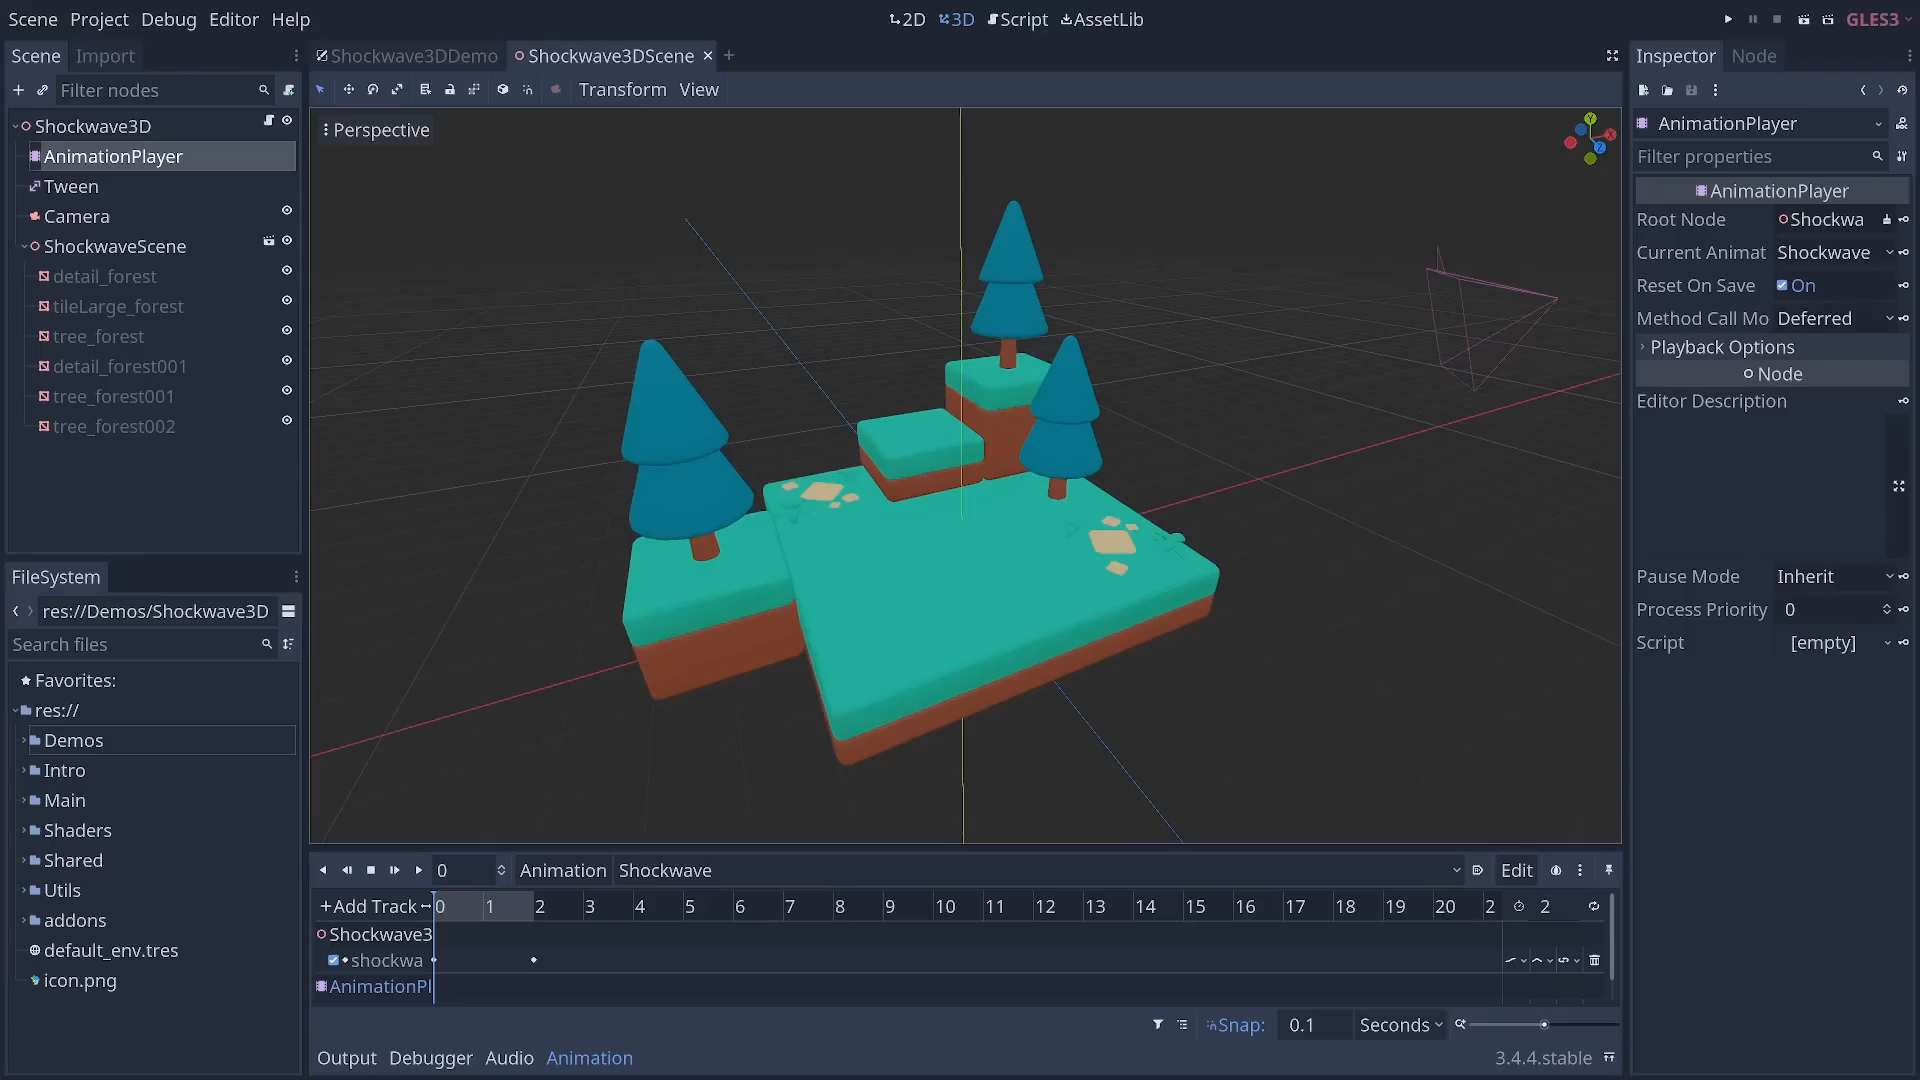 Scene Project Debug Editor Help
2D 3D Script AssetLib
GLES3
Scene Import
Shockwave3DDemo Shockwave3DScene
Inspector Node
Filter nodes
Transform View
Shockwave3D
AnimationPlayer
Tween
Camera
ShockwaveScene
detail_forest
tileLarge_forest
tree_forest
detail_forest001
tree_forest001
tree_forest002
Perspective
Y
X
Z
AnimationPlayer
Filter properties
AnimationPlayer
Root Node Shockwa
Current Animat Shockwave
Reset On Save On
Method Call Mo Deferred
Playback Options
Node
Editor Description
Pause Mode Inherit
Process Priority 0
Script [empty]
FileSystem
res://Demos/Shockwave3D
Search files
Favorites:
res://
Demos
Intro
Main
Shaders
Shared
Utils
addons
default_env.tres
icon.png
0 Animation Shockwave Edit
+Add Track 0 1 2 3 4 5 6 7 8 9 10 11 12 13 14 15 16 17 18 19 20 2 2
Shockwave3
shockwa
AnimationPl
Snap: 0.1 Seconds
Output Debugger Audio Animation 3.4.4.stable